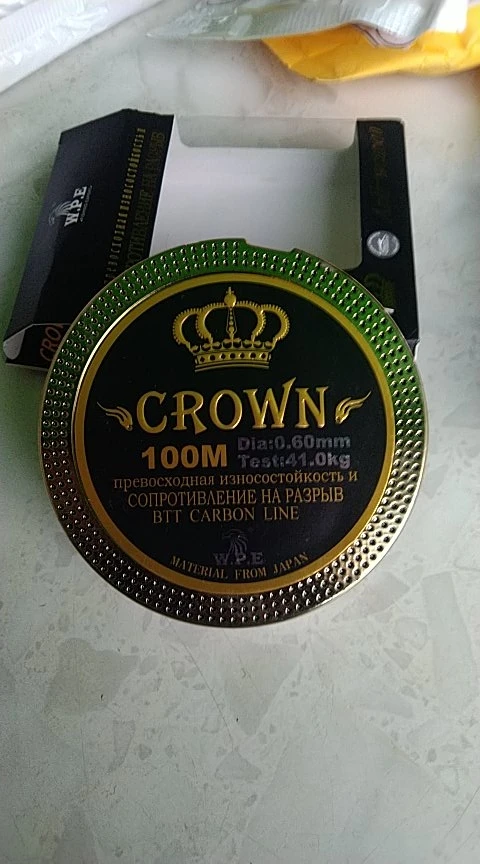 W.P.E
CROWN
100M
Dia:0.60mm
Test:41.0kg
превосходная износостойкость и
СОПРОТИВЛЕНИЕ НА РАЗРЫВ
BTT CARBON LINE
W.P.E
MATERIAL FROM JAPAN